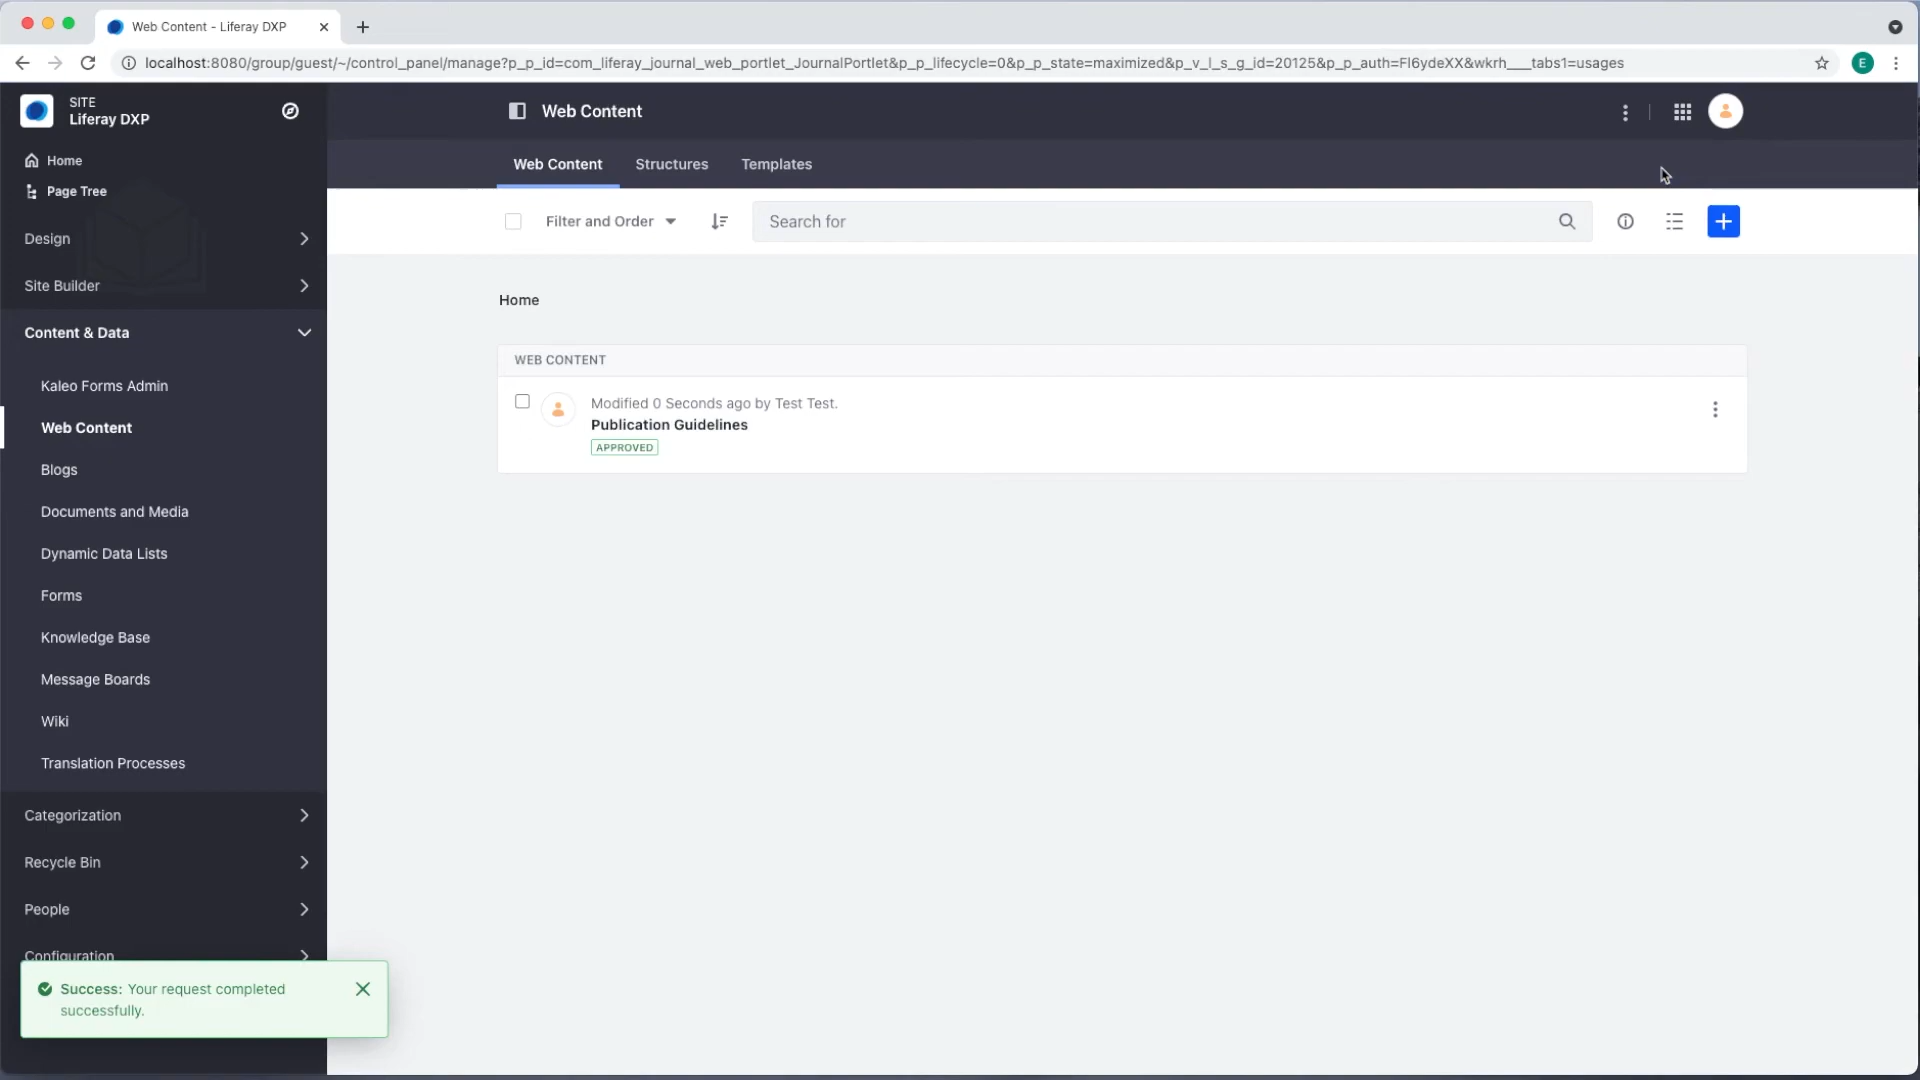 Web Content - Liferay DXP
localhost:8080/group/guest/~/control_panel/manage?p_p_id=com_liferay_journal_web_portlet_JournalPortlet&p_p_lifecycle=0&p_p_state=maximized&p_v_l_s_g_id=20125&p_p_auth=Fl6ydeXX&wkrh___tabs1=usages
E
SITE
Liferay DXP
Web Content
Home
Page Tree
Web Content Structures Templates
Filter and Order
Search for
Design
Site Builder
Content & Data
Kaleo Forms Admin
Web Content
Blogs
Documents and Media
Dynamic Data Lists
Forms
Knowledge Base
Message Boards
Wiki
Translation Processes
Categorization
Recycle Bin
People
Configuration
Home
WEB CONTENT
Modified 0 Seconds ago by Test Test.
Publication Guidelines
APPROVED
Success: Your request completed
successfully.